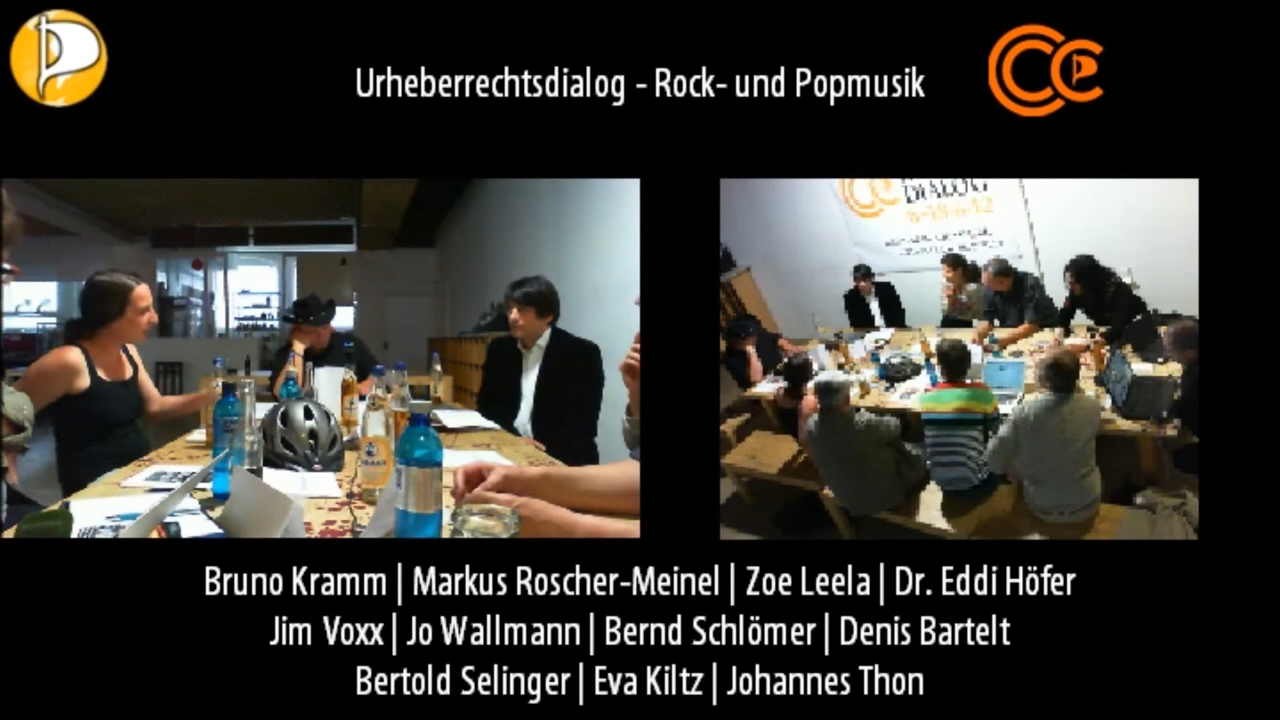 Urheberrechtsdialog - Rock- und Popmusik
DIALOG
Bruno Kramm | Markus Roscher-Meinel | Zoe Leela | Dr. Eddi Höfer
Jim Voxx | Jo Wallmann | Bernd Schlömer | Denis Bartelt
Bertold Selinger | Eva Kiltz | Johannes Thon